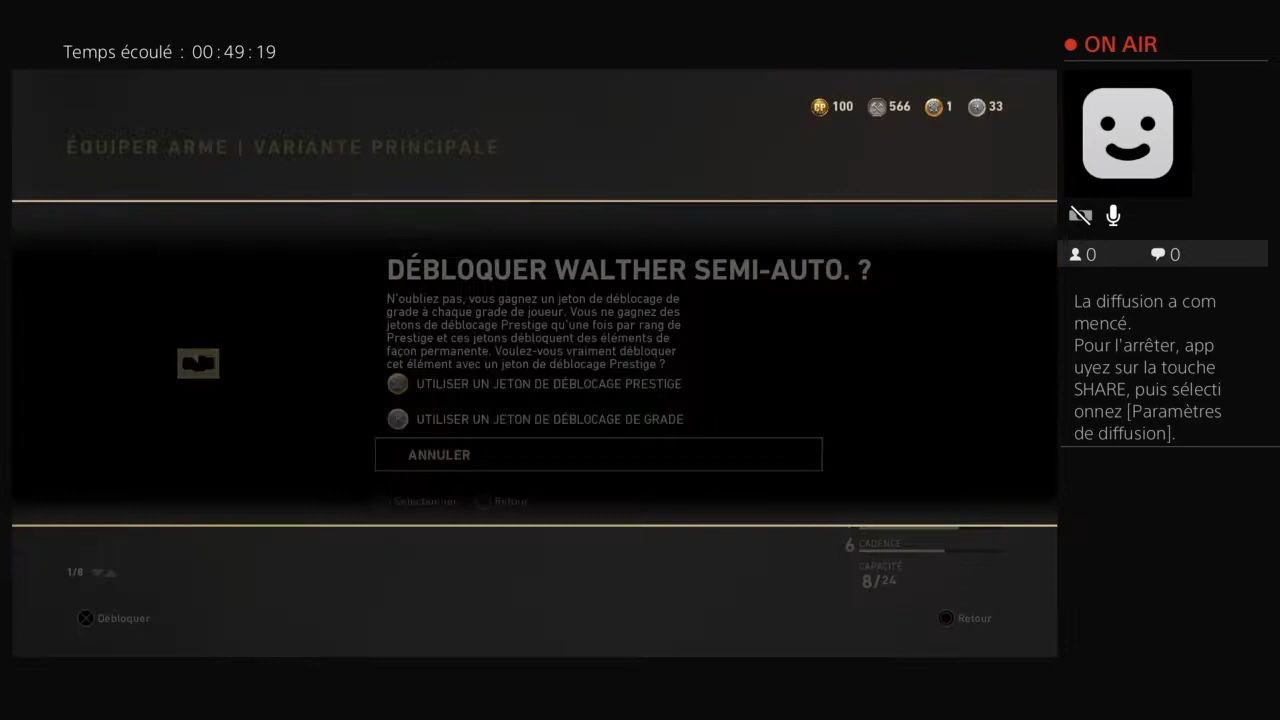 Temps écoulé : 00:49:19
ON AIR
100 566 1 33
ÉQUIPER ARME | VARIANTE PRINCIPALE
0 0
DÉBLOQUER WALTHER SEMI-AUTO. ?
N'oubliez pas, vous gagnez un jeton de déblocage de
grade à chaque grade de joueur. Vous ne gagnez des
jetons de déblocage Prestige qu'une fois par rang de
Prestige et ces jetons débloquent des éléments de
façon permanente. Voulez-vous vraiment débloquer
cet élément avec un jeton de déblocage Prestige ?
UTILISER UN JETON DE DÉBLOCAGE PRESTIGE
UTILISER UN JETON DE DÉBLOCAGE DE GRADE
ANNULER
Sélectionner Retour
La diffusion a com
mencé.
Pour l'arrêter, app
uyez sur la touche
SHARE, puis sélecti
onnez [Paramètres
de diffusion].
6 CADENCE
CAPACITÉ
8/24
1/8
Débloquer
Retour